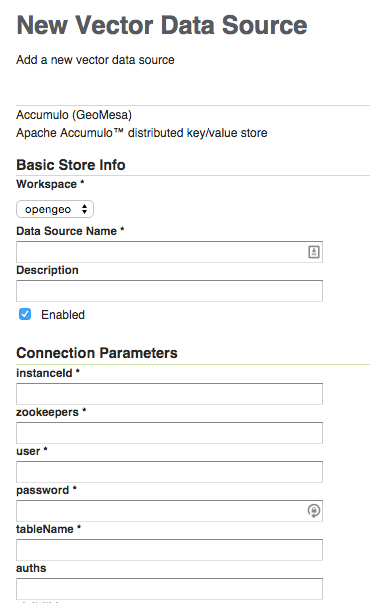 New Vector Data Source
Add a new vector data source
Accumulo (GeoMesa)
Apache Accumulo™ distributed key/value store
Basic Store Info
Workspace *
opengeo
Data Source Name *
Description
Enabled
Connection Parameters
instanceId *
zookeepers *
user *
password *
tableName *
auths